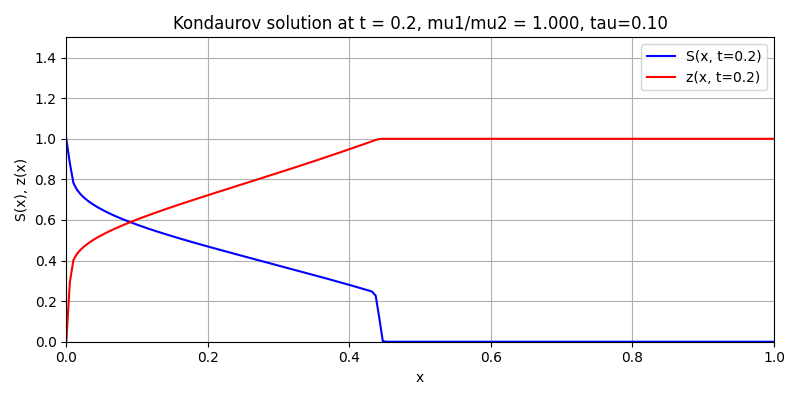 Kondaurov solution at t = 0.2, mu1/mu2 = 1.000, tau=0.10
S(x, t=0.2)
z(x, t=0.2)
S(x), z(x)
1.4
1.2
1.0
0.8
0.6
0.4
0.2
0.0
0.0 0.2 0.4 0.6 0.8 1.0
x